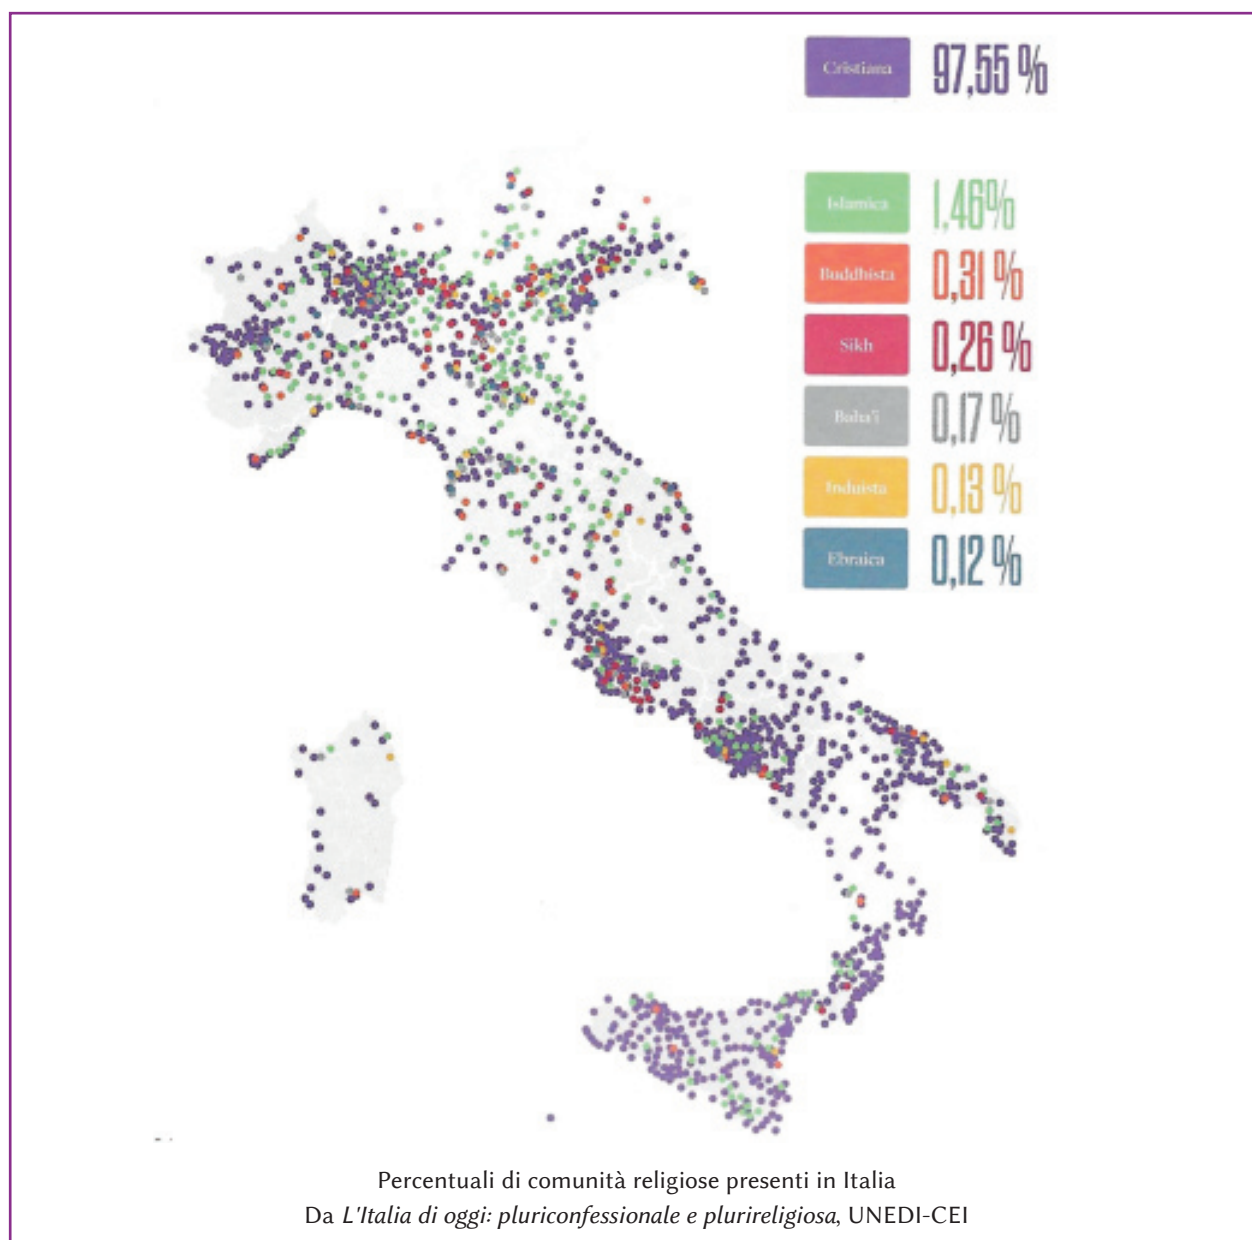 Cristiana 97,55 %
Islamica 1,46%
Buddhista 0,31 %
Sikh 0,26 %
Baha'i 0,17 %
Induista 0,13 %
Ebraica 0,12 %
Percentuali di comunità religiose presenti in Italia
Da L'Italia di oggi: pluriconfessionale e plurireligiosa, UNEDI-CEI